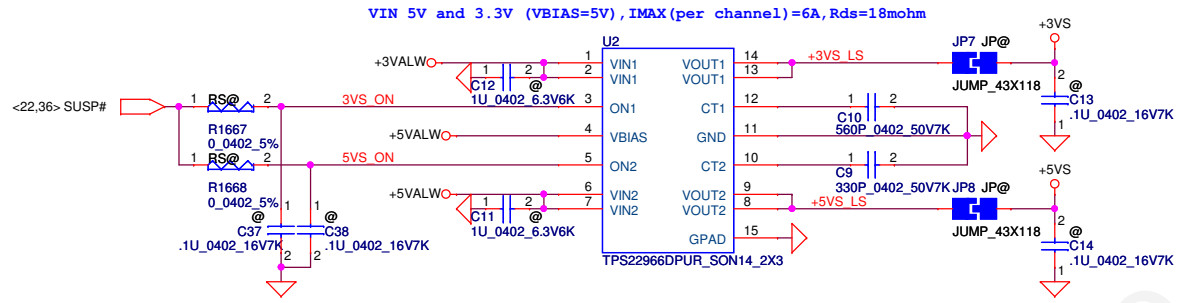 VIN 5V and 3.3V (VBIAS=5V),IMAX(per channel)=6A,Rds=18mohm
+3VS
U2
JP7 JP@
+3VALW
1 VIN1 VOUT1 14 +3VS_LS
2 VIN1 VOUT1 13
1 2
C12 @
1U_0402_6.3V6K
JUMP_43X118
2
@
C13
.1U_0402_16V7K
1
<22,36> SUSP#
1 RS@ 2 3VS_ON 3 ON1 CT1 12 1 2
R1667
0_0402_5%
C10
560P_0402_50V7K
+5VALW 4 VBIAS GND 11
1 RS@ 2 5VS_ON 5 ON2 CT2 10 1 2
R1668
0_0402_5%
C9
330P_0402_50V7K
+5VS
+5VALW
6 VIN2 VOUT2 9
7 VIN2 VOUT2 8 +5VS_LS
JP8 JP@
1 2
C11 @
1U_0402_6.3V6K
JUMP_43X118
1 1
@ @
C37 C38
.1U_0402_16V7K .1U_0402_16V7K
2 2
GPAD 15
TPS22966DPUR_SON14_2X3
2
@
C14
.1U_0402_16V7K
1